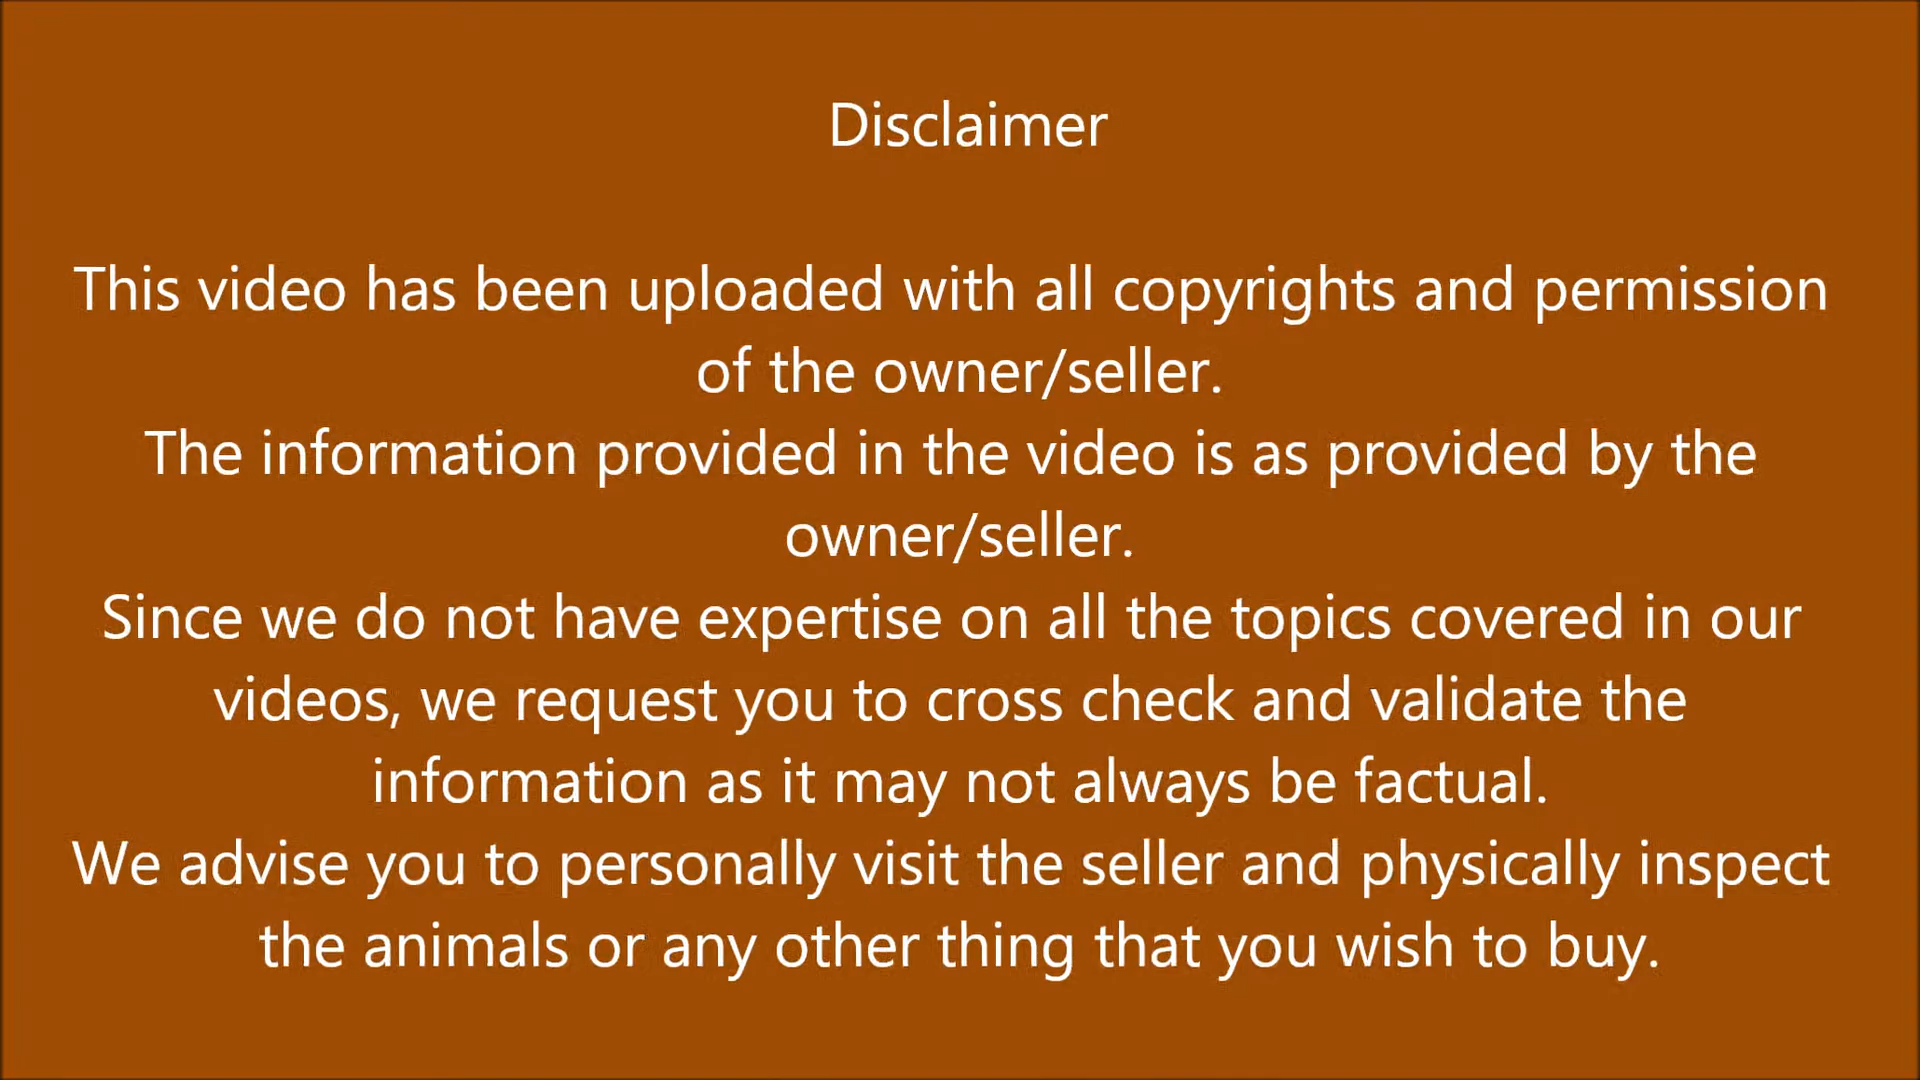 Disclaimer
This video has been uploaded with all copyrights and permission
of the owner/seller.
The information provided in the video is as provided by the
owner/seller.
Since we do not have expertise on all the topics covered in our
videos, we request you to cross check and validate the
information as it may not always be factual.
We advise you to personally visit the seller and physically inspect
the animals or any other thing that you wish to buy.